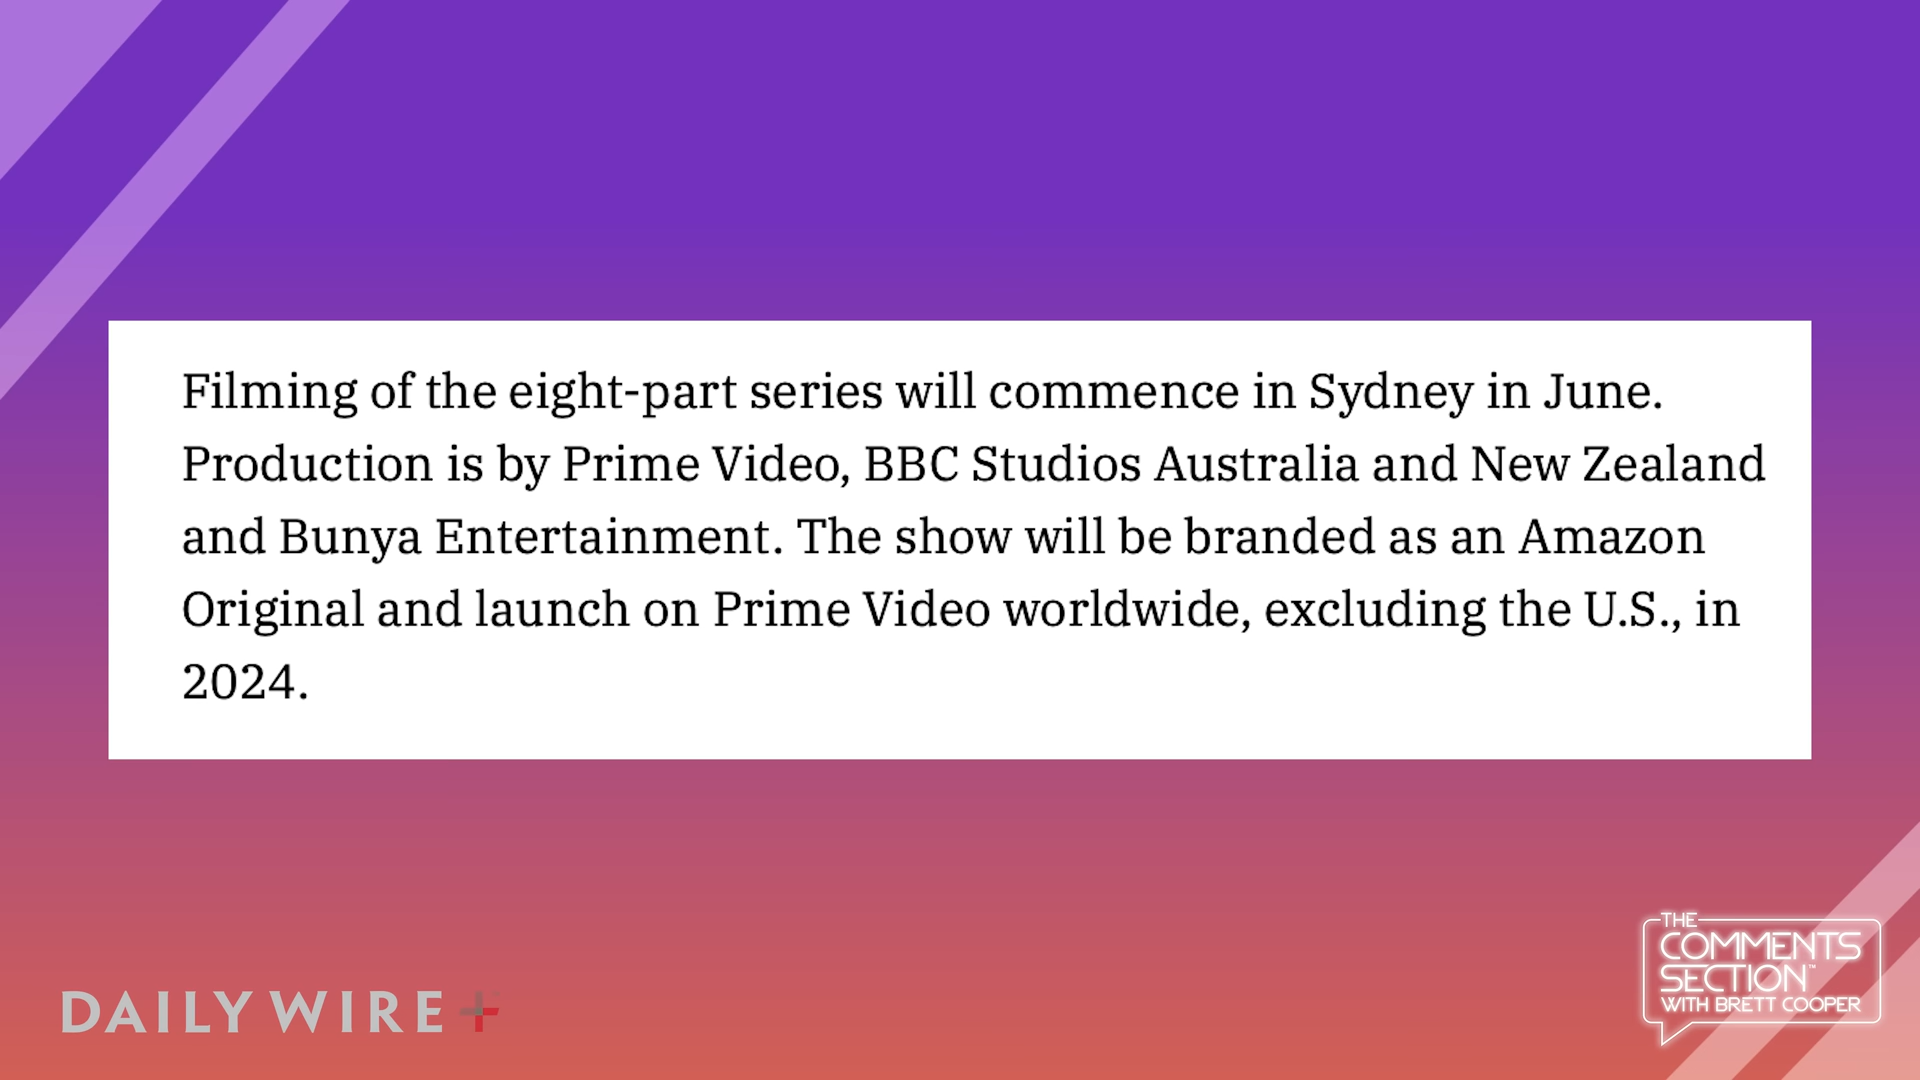 Filming of the eight-part series will commence in Sydney in June.
Production is by Prime Video, BBC Studios Australia and New Zealand
and Bunya Entertainment. The show will be branded as an Amazon
Original and launch on Prime Video worldwide, excluding the U.S., in
2024.
DAILY WIRE +
THE
COMMENTS
SECTION™
WITH BRETT COOPER